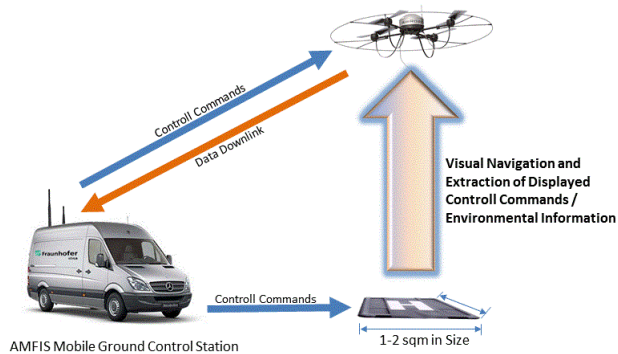 Controll Commands
Data Downlink
Visual Navigation and
Extraction of Displayed
Controll Commands /
Environmental Information
Fraunhofer
Controll Commands
H
1-2 sqm in Size
AMFIS Mobile Ground Control Station